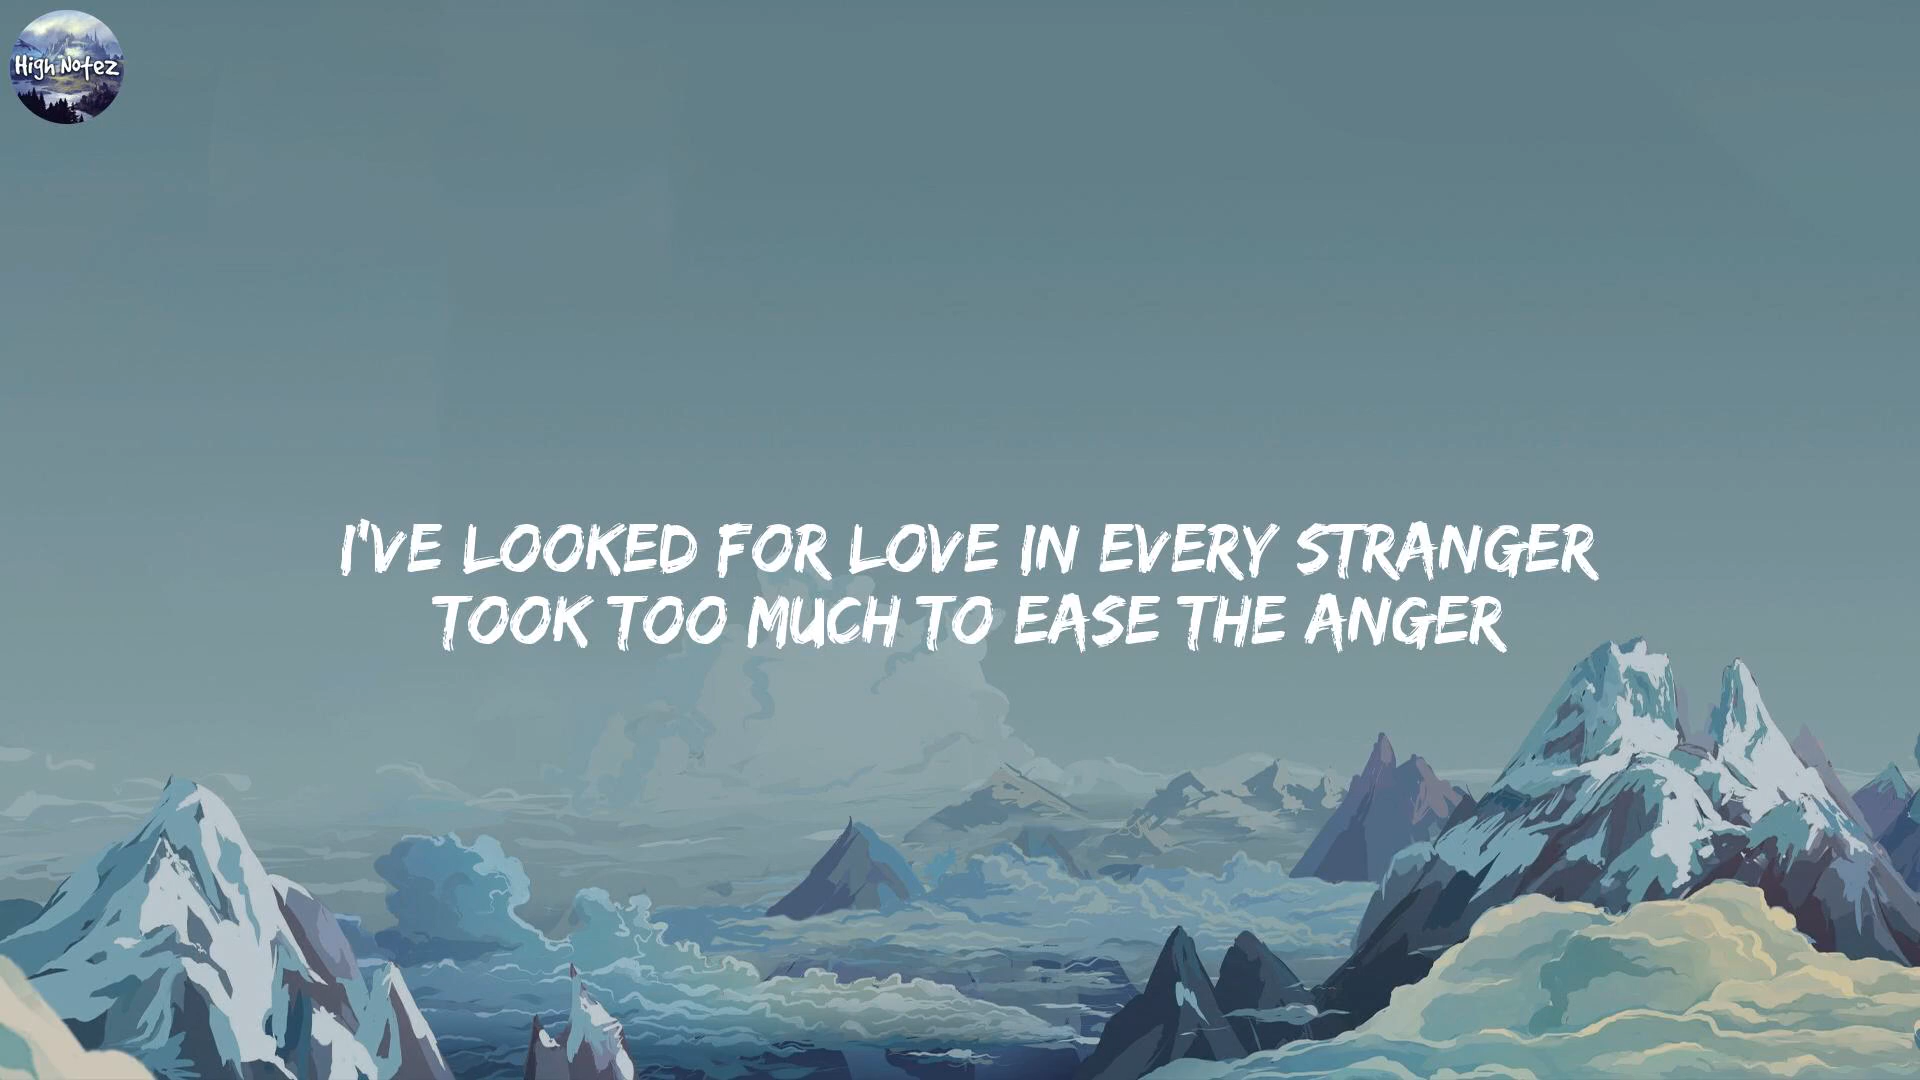 High Notez
I'VE LOOKED FOR LOVE IN EVERY STRANGER
TOOK TOO MUCH TO EASE THE ANGER